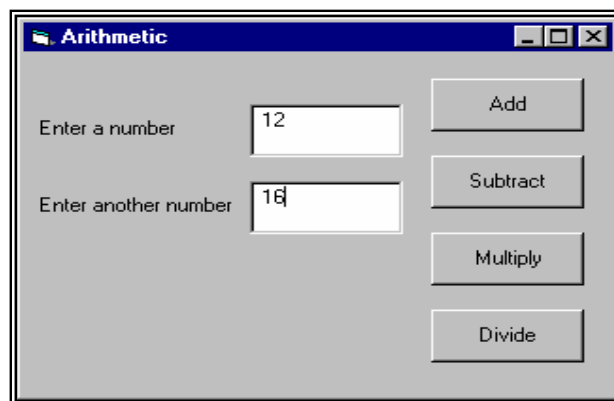 Arithmetic
Enter a number
12
Add
Enter another number
16
Subtract
Multiply
Divide